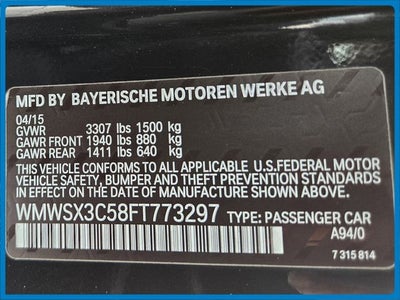 MFD BY BAYERISCHE MOTOREN WERKE AG
04/15
GVWR 3307 lbs 1500 kg
GAWR FRONT 1940 lbs 880 kg
GAWR REAR 1411 lbs 640 kg
THIS VEHICLE CONFORMS TO ALL APPLICABLE U.S.FEDERAL MOTOR
VEHICLE SAFETY, BUMPER AND THEFT PREVENTION STANDARDS
IN EFFECT ON THE DATE OF MANUFACTURE SHOWN ABOVE.
WMWSX3C58FT773297 TYPE: PASSENGER CAR
A94/0
7 315 814